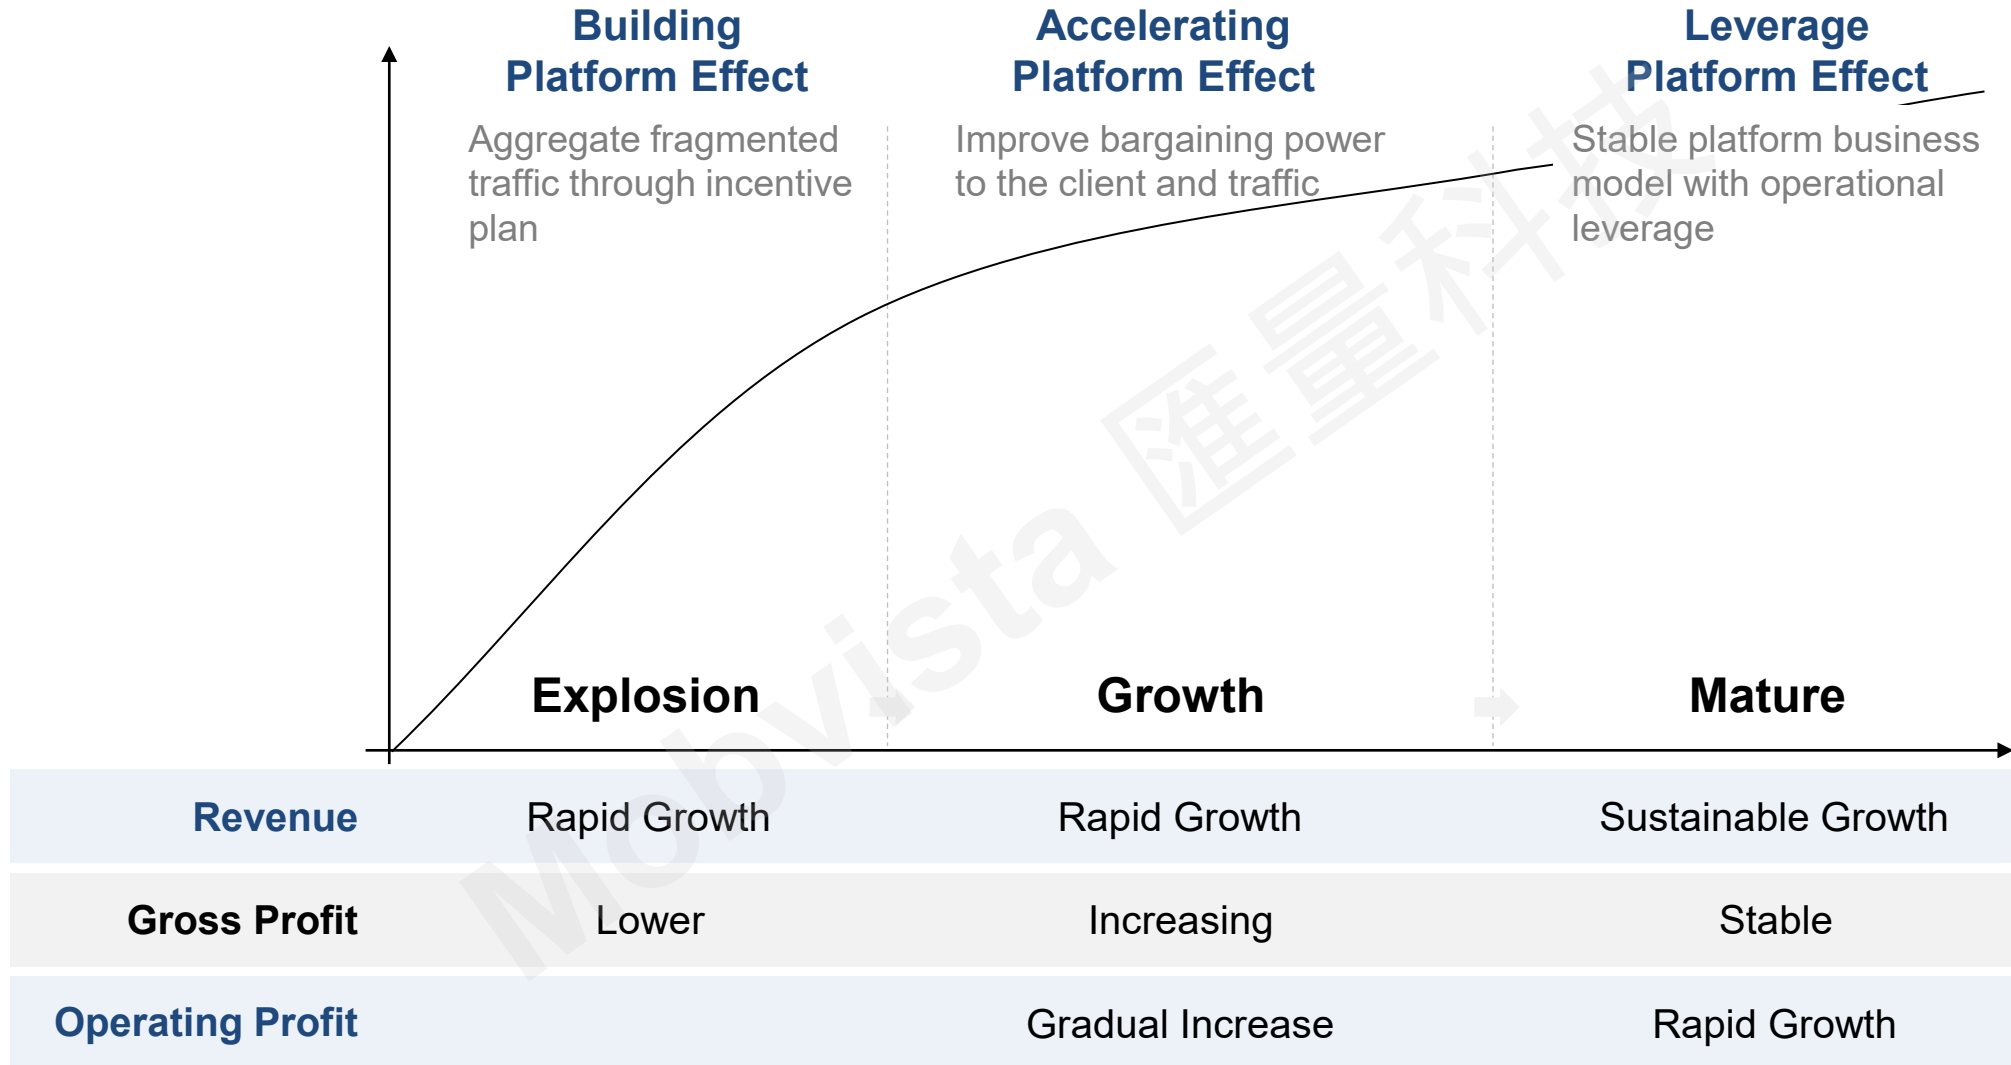 Building
Platform Effect
Accelerating
Platform Effect
Leverage
Platform Effect
Aggregate fragmented
traffic through incentive
plan
Improve bargaining power
to the client and traffic
Stable platform business
model with operational
leverage
Explosion
Growth
Mature
Revenue
Rapid Growth
Rapid Growth
Sustainable Growth
Gross Profit
Lower
Increasing
Stable
Operating Profit
Gradual Increase
Rapid Growth
Mobvista 匯量科技